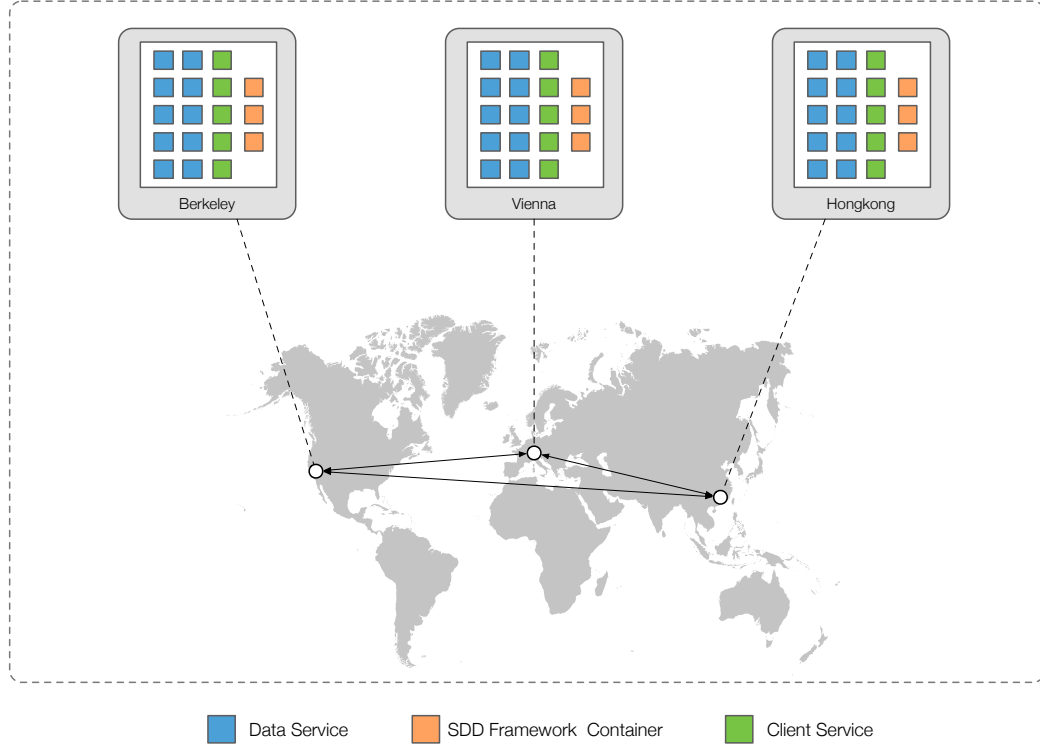 Berkeley
Vienna
Hongkong
Data Service
SDD Framework Container
Client Service